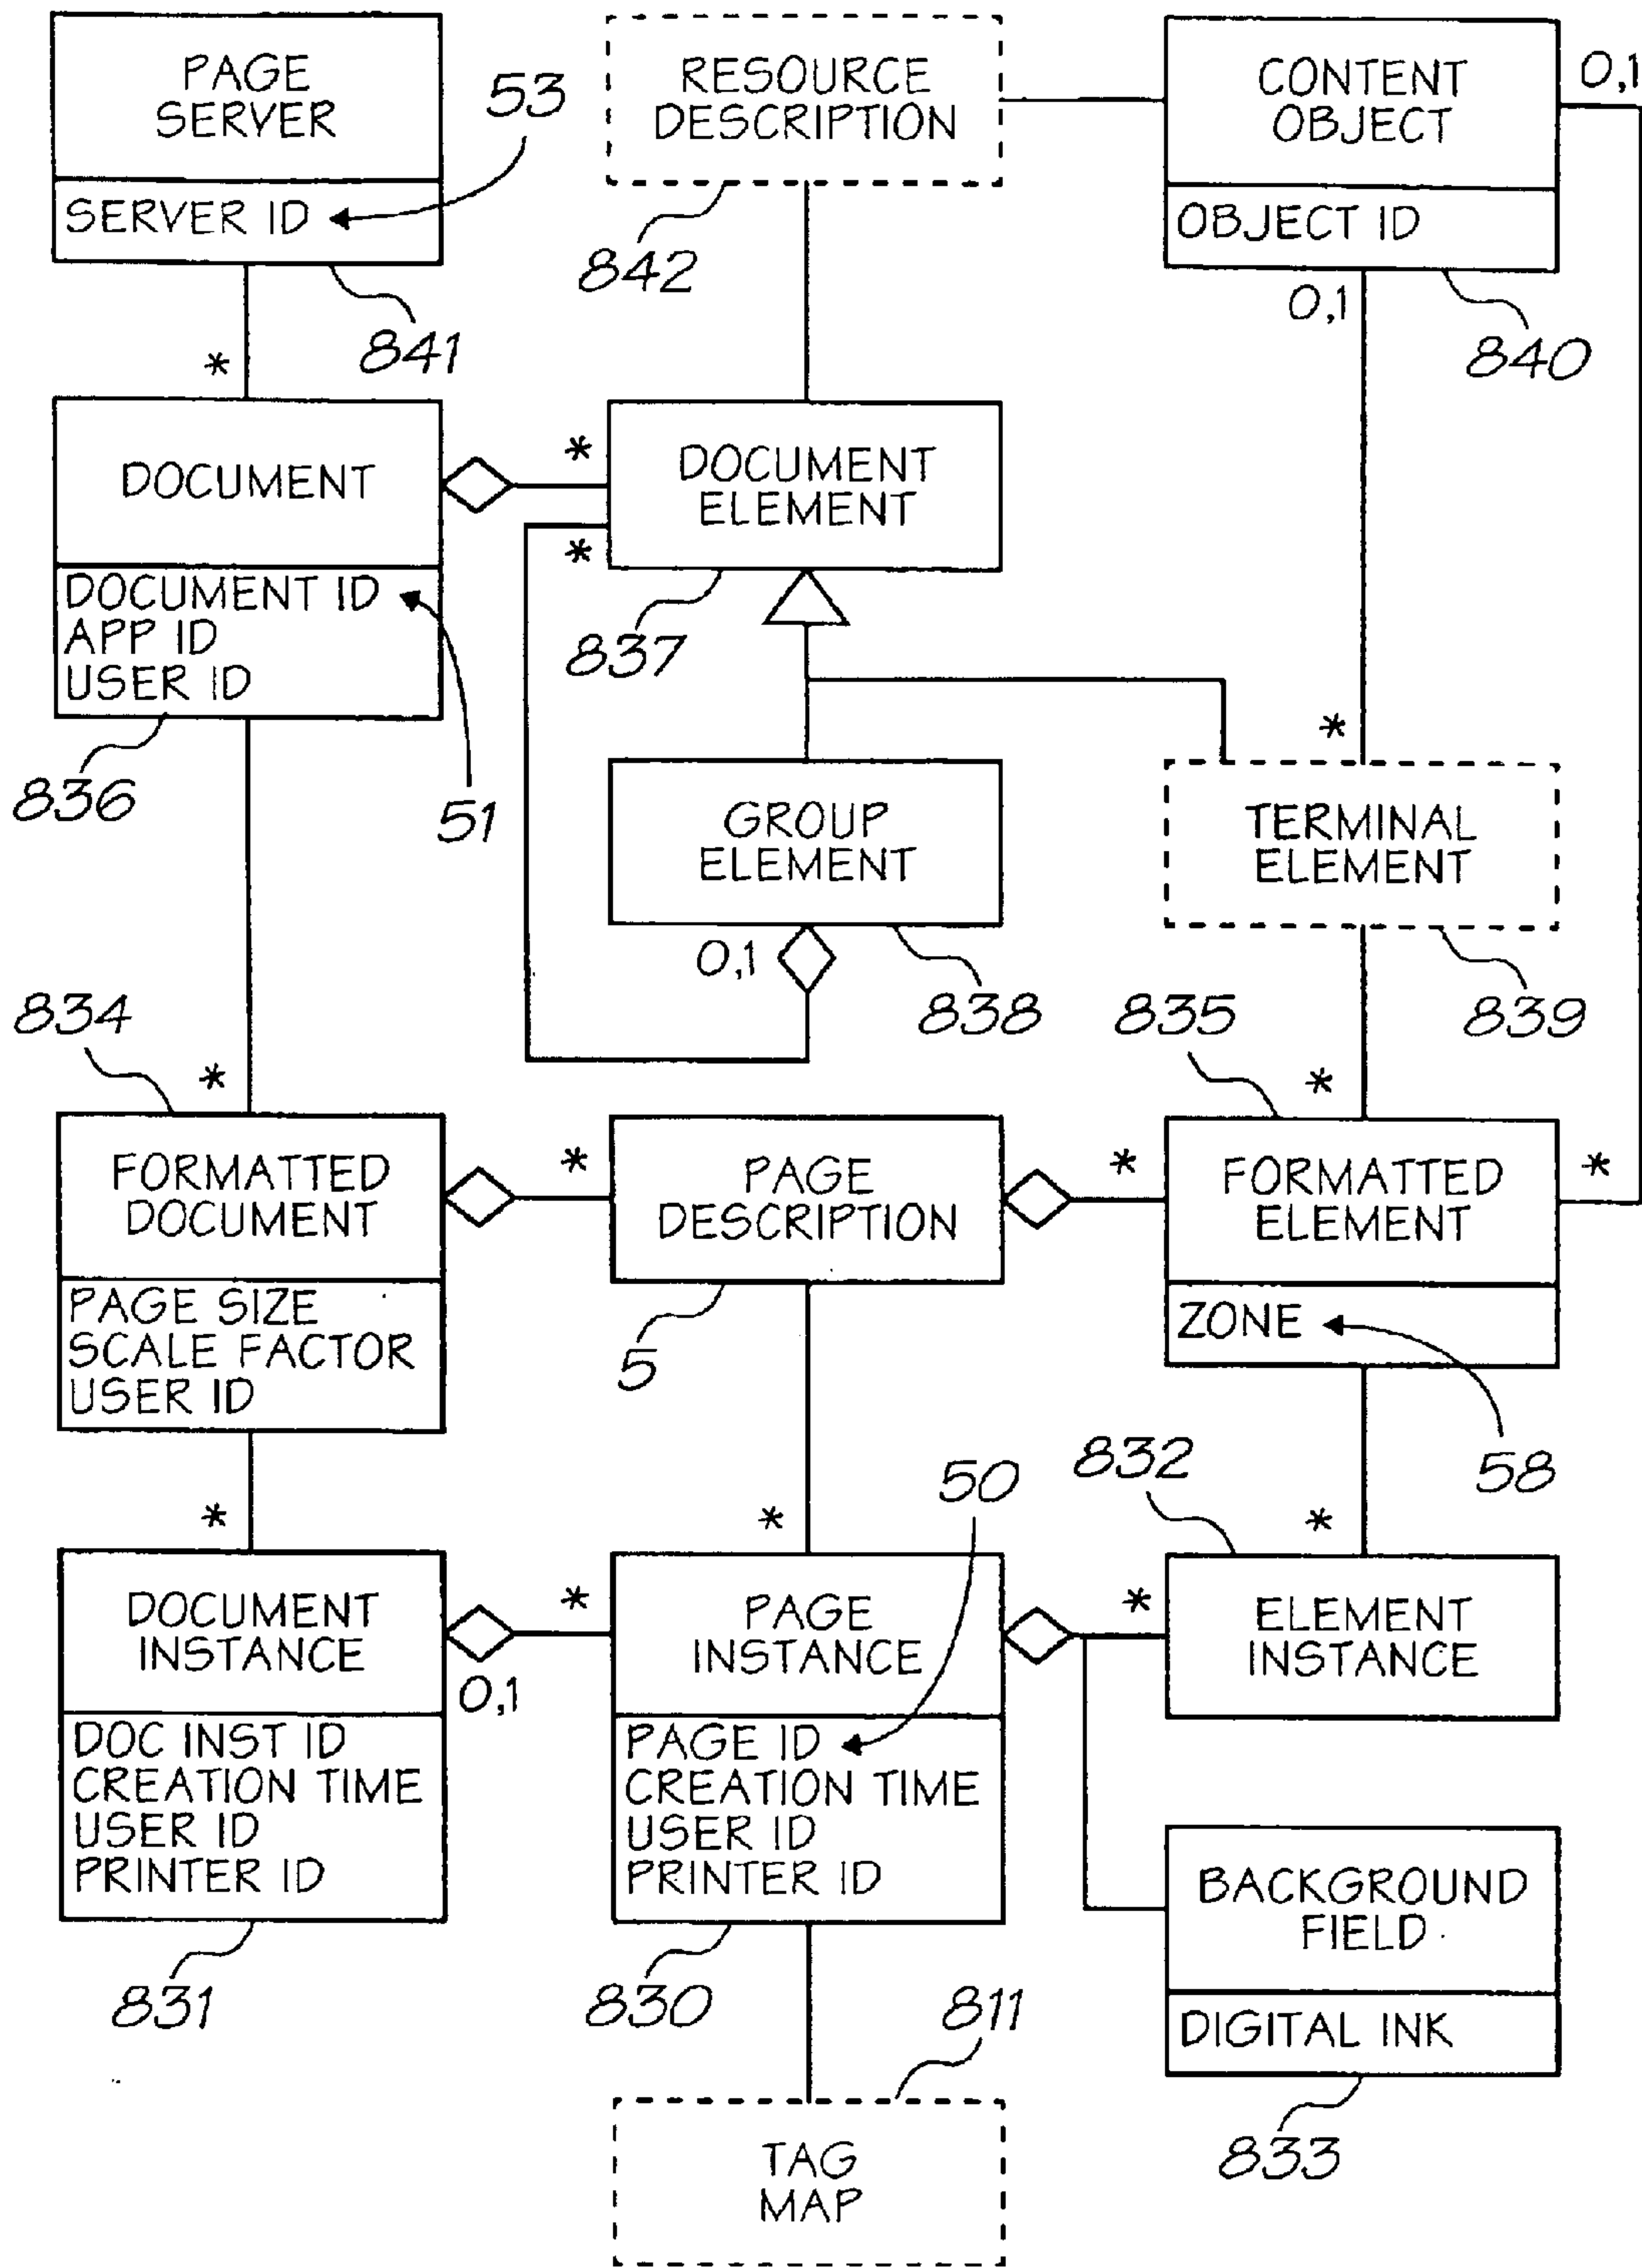 PAGE
SERVER
SERVER ID
53
841
*
RESOURCE
DESCRIPTION
842
CONTENT
OBJECT
OBJECT ID
0,1
0,1
840
DOCUMENT
DOCUMENT ID
APP ID
USER ID
836
51
*
*
DOCUMENT
ELEMENT
837
GROUP
ELEMENT
0,1
838
*
TERMINAL
ELEMENT
839
834
*
FORMATTED
DOCUMENT
PAGE SIZE
SCALE FACTOR
USER ID
*
PAGE
DESCRIPTION
5
835
*
*
FORMATTED
ELEMENT
*
ZONE
58
*
DOCUMENT
INSTANCE
DOC INST ID
CREATION TIME
USER ID
PRINTER ID
831
0,1
*
*
50
PAGE
INSTANCE
PAGE ID
CREATION TIME
USER ID
PRINTER ID
830
832
*
*
ELEMENT
INSTANCE
BACKGROUND
FIELD
DIGITAL INK
833
811
TAG
MAP